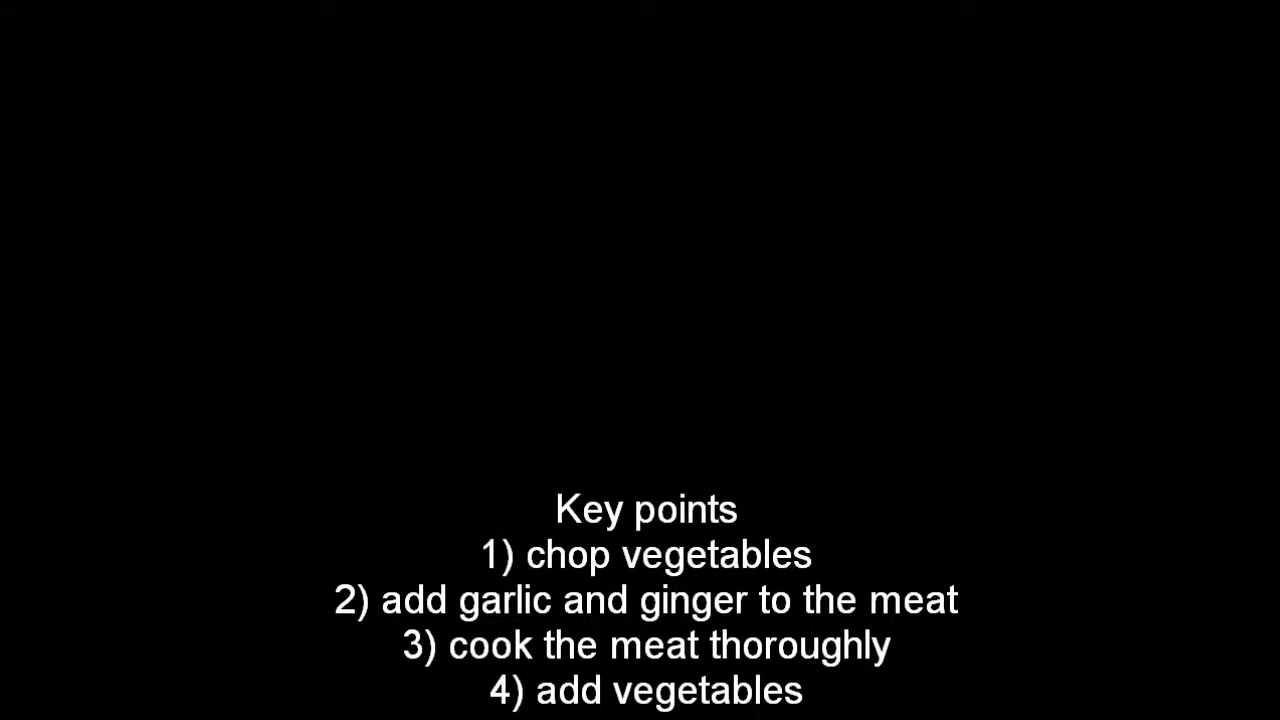 Key points
1) chop vegetables
2) add garlic and ginger to the meat
3) cook the meat thoroughly
4) add vegetables